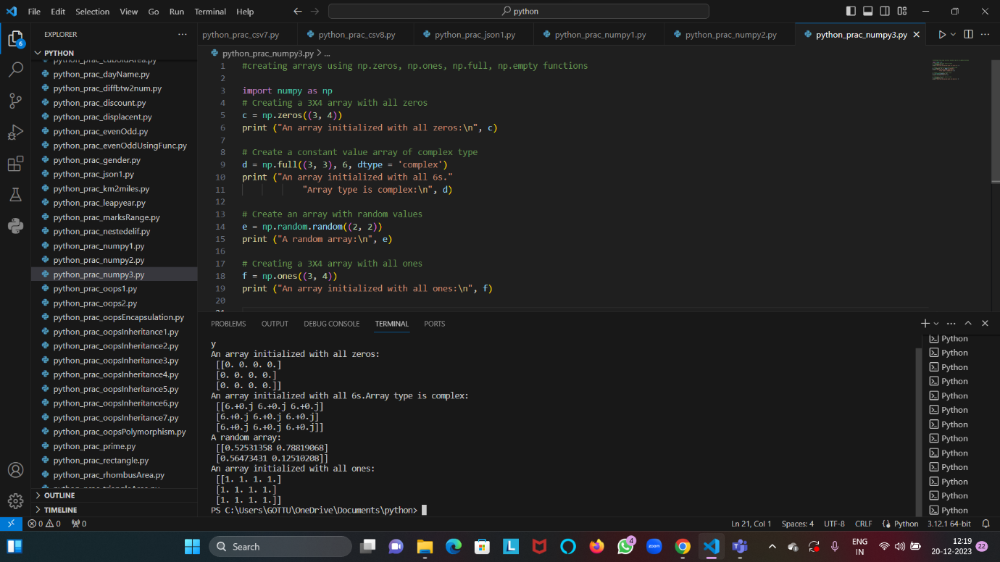 File Edit Selection View Go Run Terminal Help
python
EXPLORER
python_prac_csv7.py python_prac_csv8.py python_prac_json1.py python_prac_numpy1.py python_prac_numpy2.py python_prac_numpy3.py
PYTHON
python_prac_cuboidArea.py
python_prac_dayName.py
python_prac_diffbtw2num.py
python_prac_discount.py
python_prac_displacent.py
python_prac_evenOdd.py
python_prac_evenOddUsingFunc.py
python_prac_gender.py
python_prac_json1.py
python_prac_km2miles.py
python_prac_leapyear.py
python_prac_marksRange.py
python_prac_nestedelif.py
python_prac_numpy1.py
python_prac_numpy2.py
python_prac_numpy3.py
python_prac_oops1.py
python_prac_oops2.py
python_prac_oopsEncapsulation.py
python_prac_oopsInheritance1.py
python_prac_oopsInheritance2.py
python_prac_oopsInheritance3.py
python_prac_oopsInheritance4.py
python_prac_oopsInheritance5.py
python_prac_oopsInheritance6.py
python_prac_oopsInheritance7.py
python_prac_oopsPolymorphism.py
python_prac_prime.py
python_prac_rectangle.py
python_prac_rhombusArea.py
OUTLINE
TIMELINE
6
python_prac_numpy3.py > ...
1 #creating arrays using np.zeros, np.ones, np.full, np.empty functions
2
3 import numpy as np
4 # Creating a 3X4 array with all zeros
5 c = np.zeros((3, 4))
6 print ("An array initialized with all zeros:\n", c)
7
8 # Create a constant value array of complex type
9 d = np.full((3, 3), 6, dtype = 'complex')
10 print ("An array initialized with all 6s."
11 "Array type is complex:\n", d)
12
13 # Create an array with random values
14 e = np.random.random((2, 2))
15 print ("A random array:\n", e)
16
17 # Creating a 3X4 array with all ones
18 f = np.ones((3, 4))
19 print ("An array initialized with all ones:\n", f)
20
21
PROBLEMS OUTPUT DEBUG CONSOLE TERMINAL PORTS
y
An array initialized with all zeros:
[[0. 0. 0. 0.]
[0. 0. 0. 0.]
[0. 0. 0. 0.]]
An array initialized with all 6s.Array type is complex:
[[6.+0.j 6.+0.j 6.+0.j]
[6.+0.j 6.+0.j 6.+0.j]
[6.+0.j 6.+0.j 6.+0.j]]
A random array:
[[0.52531358 0.78819068]
[0.56473431 0.12510208]]
An array initialized with all ones:
[[1. 1. 1. 1.]
[1. 1. 1. 1.]
[1. 1. 1. 1.]]
PS C:\Users\GOTTU\OneDrive\Documents\python>
Python
Python
Python
Python
Python
Python
Python
Python
Python
Python
Python
Python
Python
0 0 0 Ln 21, Col 1 Spaces: 4 UTF-8 CRLF Python 3.12.1 64-bit
Search
L
4
zoom
ENG
IN
12:19
20-12-2023
22